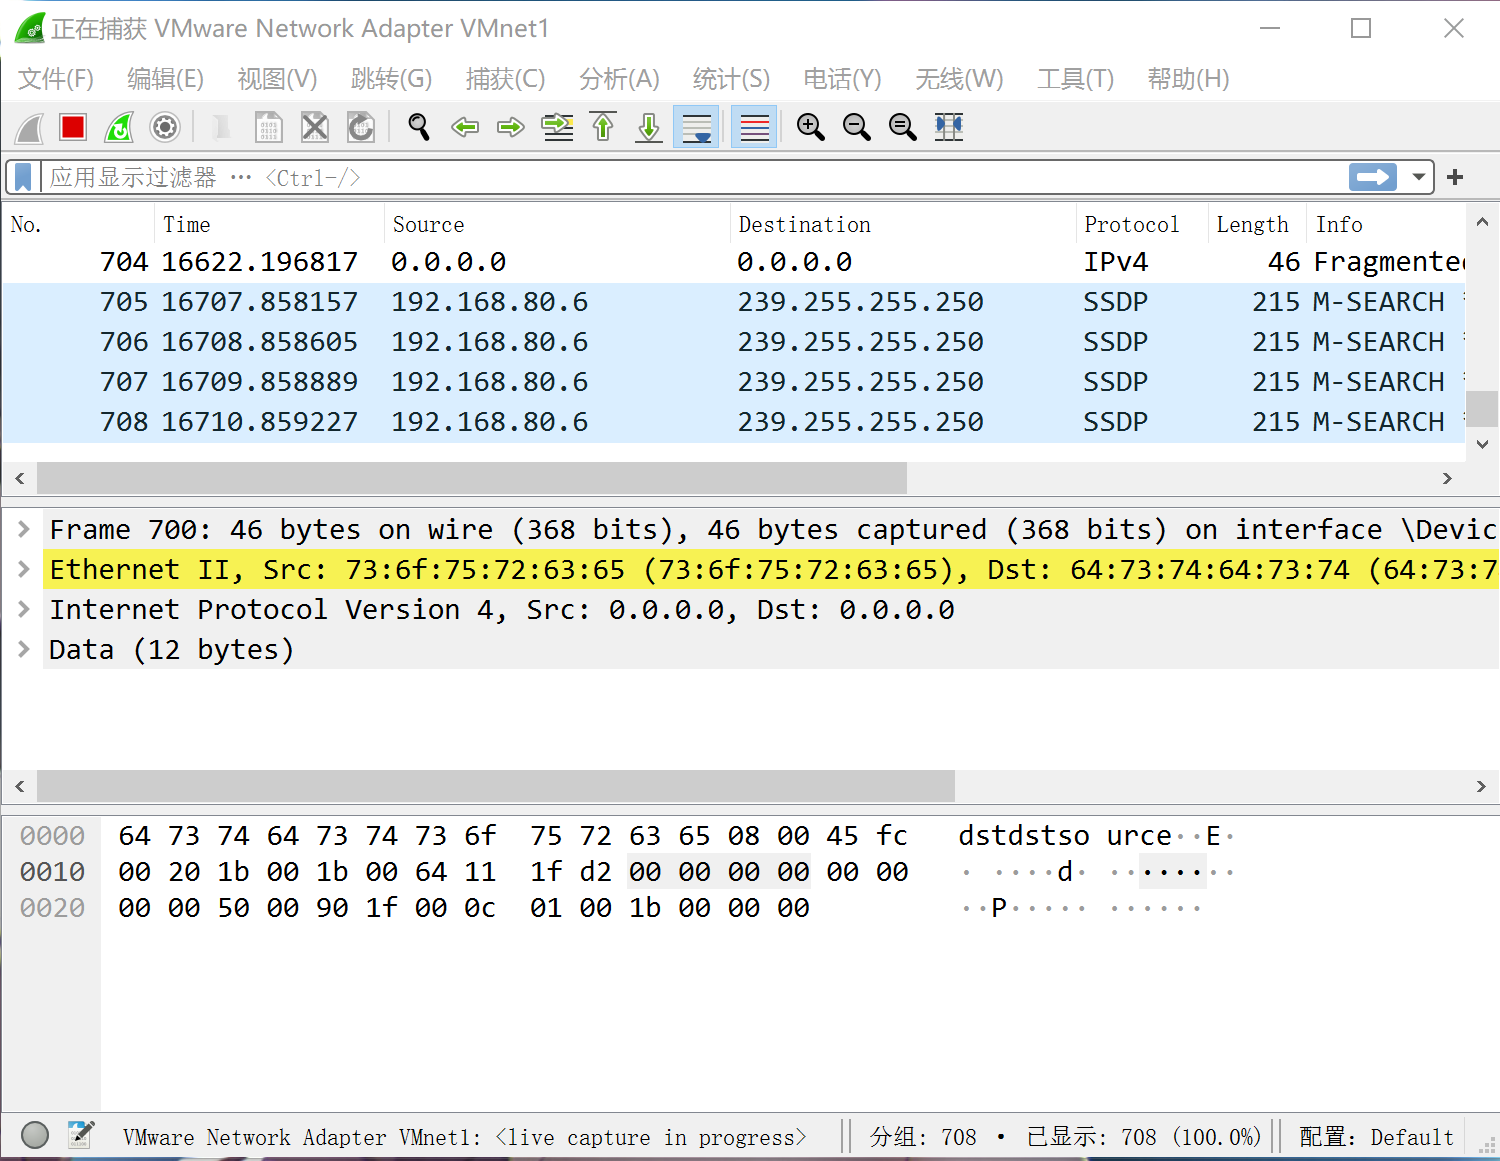 正在捕获 VMware Network Adapter VMnet1
文件(F) 编辑(E) 视图(V) 跳转(G) 捕获(C) 分析(A) 统计(S) 电话(Y) 无线(W) 工具(T) 帮助(H)
应用显示过滤器 … <Ctrl-/>
No. Time Source Destination Protocol Length Info
704 16622.196817 0.0.0.0 0.0.0.0 IPv4 46 Fragmented
705 16707.858157 192.168.80.6 239.255.255.250 SSDP 215 M-SEARCH *
706 16708.858605 192.168.80.6 239.255.255.250 SSDP 215 M-SEARCH *
707 16709.858889 192.168.80.6 239.255.255.250 SSDP 215 M-SEARCH *
708 16710.859227 192.168.80.6 239.255.255.250 SSDP 215 M-SEARCH *
Frame 700: 46 bytes on wire (368 bits), 46 bytes captured (368 bits) on interface \Devic
Ethernet II, Src: 73:6f:75:72:63:65 (73:6f:75:72:63:65), Dst: 64:73:74:64:73:74 (64:73:7
Internet Protocol Version 4, Src: 0.0.0.0, Dst: 0.0.0.0
Data (12 bytes)
0000 64 73 74 64 73 74 73 6f 75 72 63 65 08 00 45 fc dstdstso urce··E·
0010 00 20 1b 00 1b 00 64 11 1f d2 00 00 00 00 00 00 · ····d· ········
0020 00 00 50 00 90 1f 00 0c 01 00 1b 00 00 00 ··P····· ······
VMware Network Adapter VMnet1: <live capture in progress> 分组: 708 · 已显示: 708 (100.0%) 配置: Default